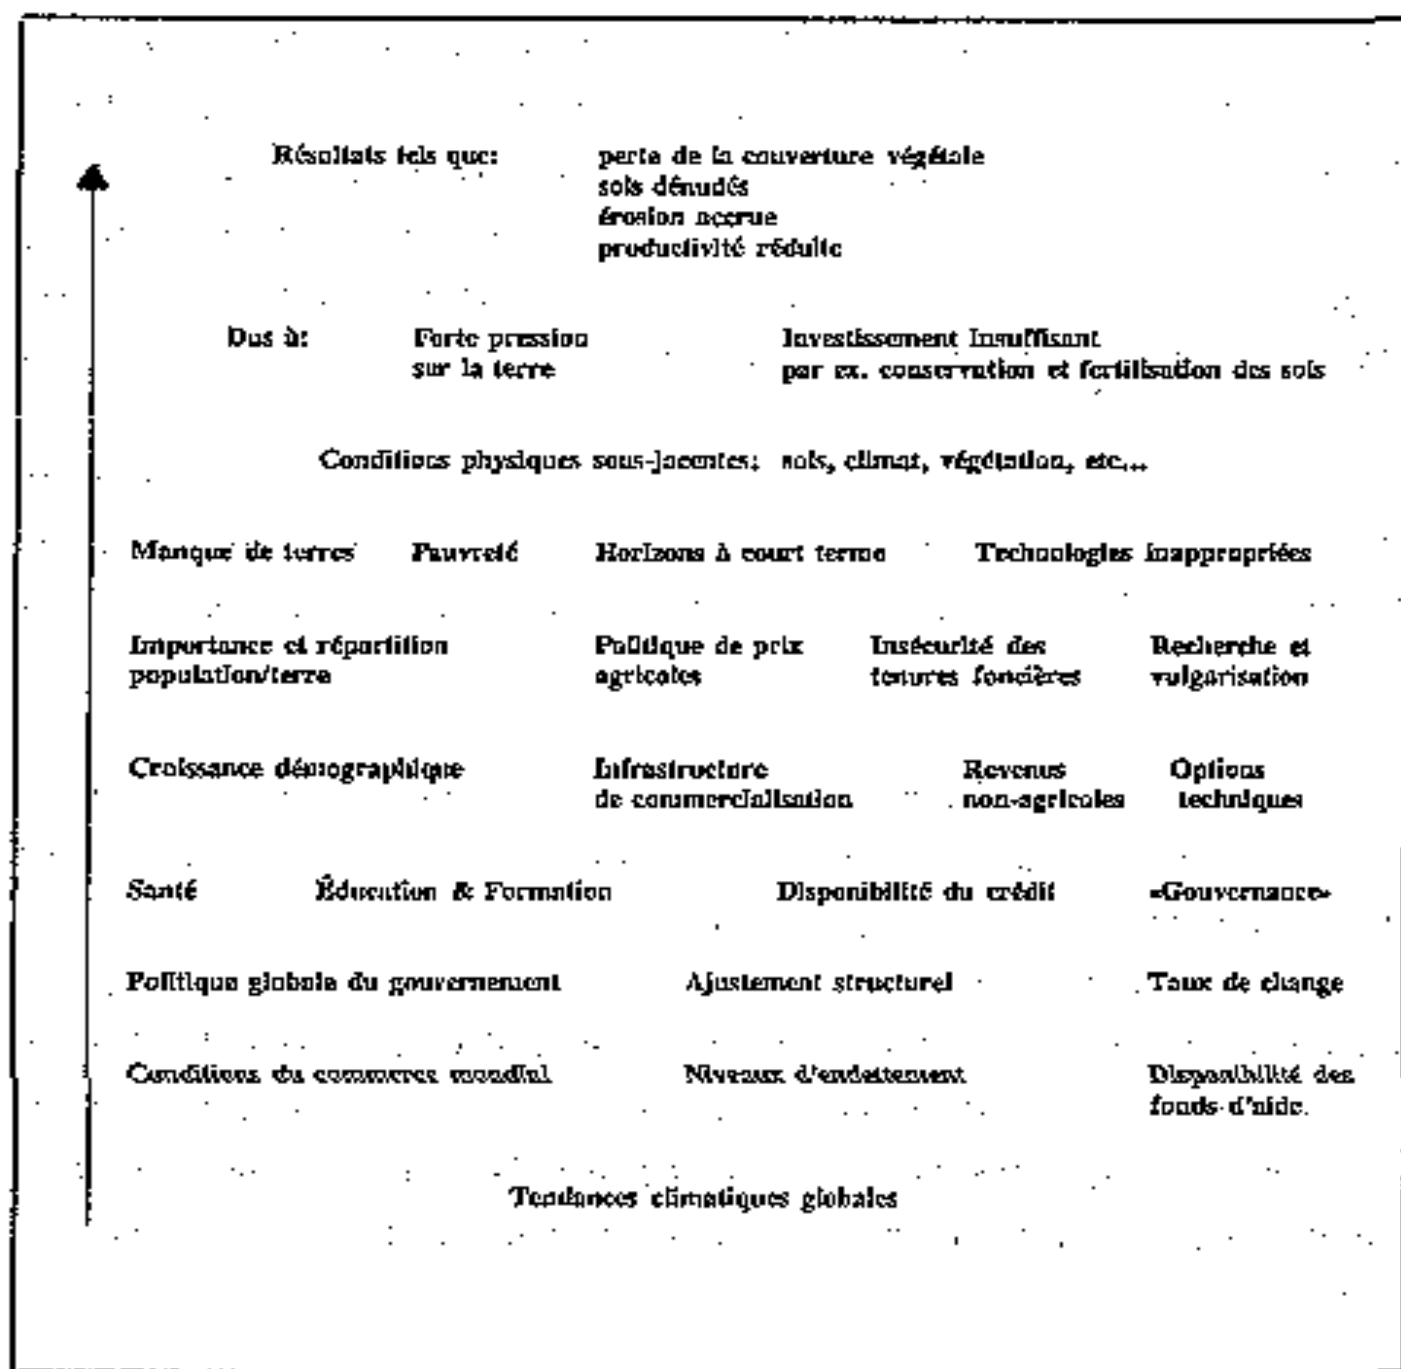 Résultats tels que: perte de la couverture végétale
sols dénudés
érosion accrue
productivité réduite
Dus à: Forte pression Investissement Insuffisant
sur la terre par ex. conservation et fertilisation des sols
Conditions physiques sous-jacentes: sols, climat, végétation, etc...
Manque de terres Pauvreté Horizons à court terme Technologies inappropriées
Importance et répartition Politique de prix Insécurité des Recherche et
population/terre agricoles tenures foncières vulgarisation
Croissance démographique Infrastructure Revenus Options
de commercialisation non-agricoles techniques
Santé Éducation & Formation Disponibilité du crédit «Gouvernance»
Politique globale du gouvernement Ajustement structurel Taux de change
Conditions du commerce mondial Niveaux d'endettement Disponibilité des
fonds d'aide.
Tendances climatiques globales